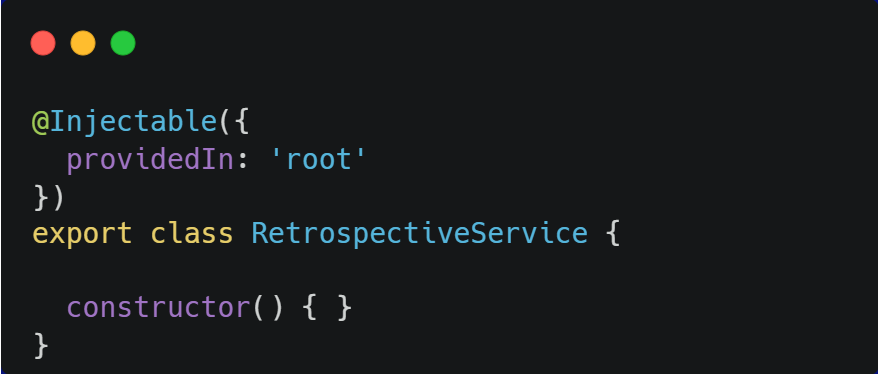 @Injectable({
  providedIn: 'root'
})
export class RetrospectiveService {

  constructor() { }
}